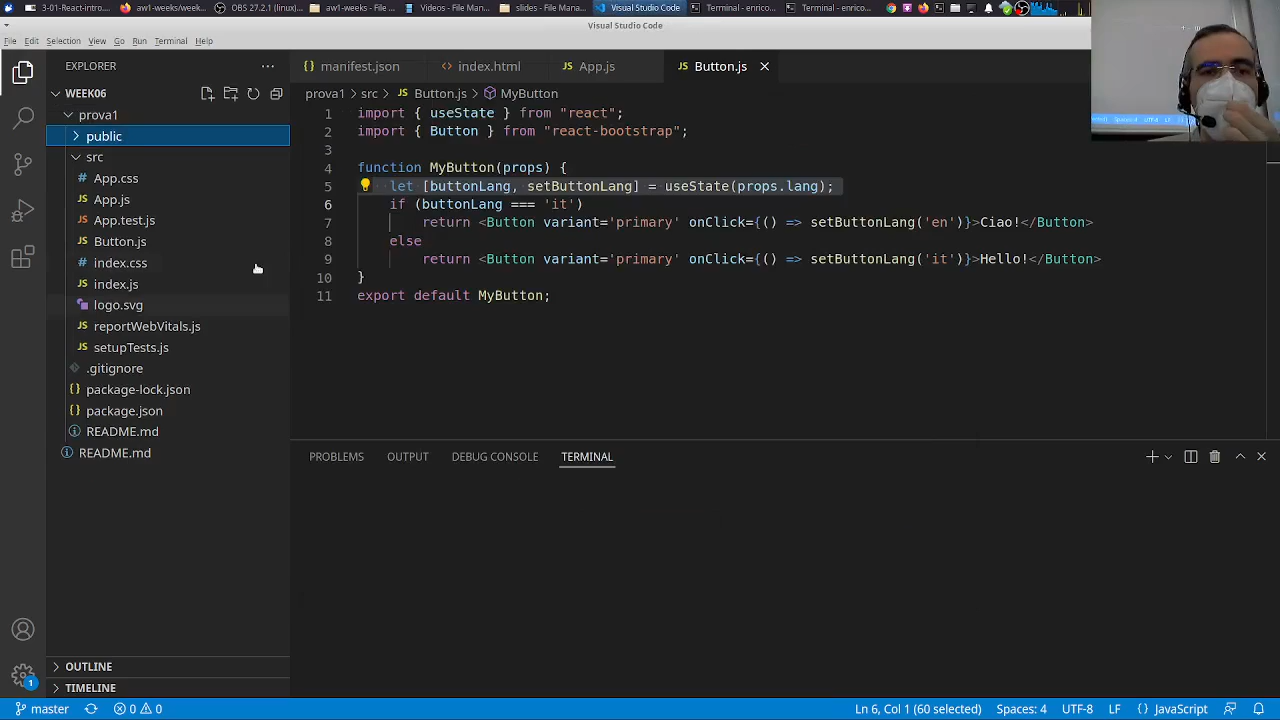 3-01-React-introd...
aw1-weeks/week...
OBS 27.2.1 (linux)...
aw1-weeks - File ...
Videos - File Mana...
slides - File Mana...
Visual Studio Code
Terminal - enrico...
Terminal - enrico...
Visual Studio Code
File Edit Selection View Go Run Terminal Help
EXPLORER
manifest.json
index.html
App.js
Button.js
WEEK06
prova1 > src > Button.js > MyButton
prova1
public
src
App.css
App.js
App.test.js
Button.js
index.css
index.js
logo.svg
reportWebVitals.js
setupTests.js
.gitignore
package-lock.json
package.json
README.md
README.md
OUTLINE
TIMELINE
1 import { useState } from "react";
2 import { Button } from "react-bootstrap";
3
4 function MyButton(props) {
5 let [buttonLang, setButtonLang] = useState(props.lang);
6 if (buttonLang === 'it')
7 return <Button variant='primary' onClick={() => setButtonLang('en')}>Ciao!</Button>
8 else
9 return <Button variant='primary' onClick={() => setButtonLang('it')}>Hello!</Button>
10 }
11 export default MyButton;
PROBLEMS OUTPUT DEBUG CONSOLE TERMINAL
1
master
0 0
Ln 6, Col 1 (60 selected)
Spaces: 4
UTF-8
LF
JavaScript